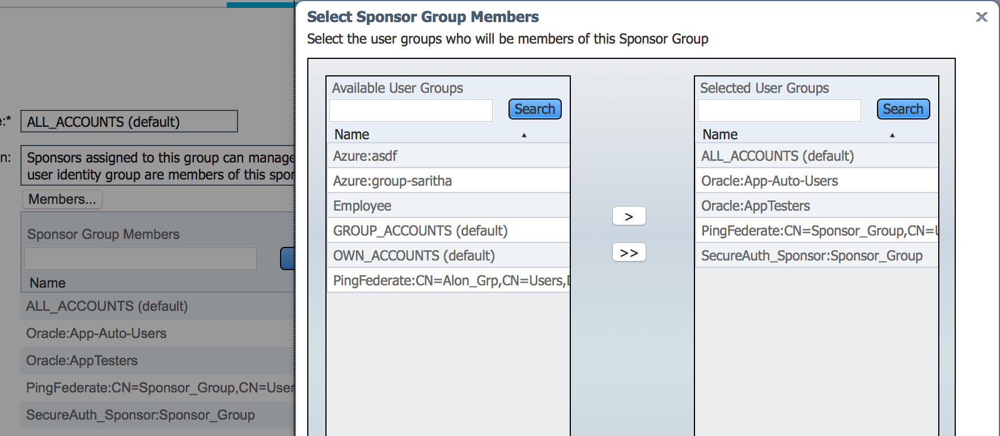 Select Sponsor Group Members
Select the user groups who will be members of this Sponsor Group
:*
ALL_ACCOUNTS (default)
n:
Sponsors assigned to this group can manage
user identity group are members of this spon
Members...
Sponsor Group Members
Name
ALL_ACCOUNTS (default)
Oracle:App-Auto-Users
Oracle:AppTesters
PingFederate:CN=Sponsor_Group,CN=User
SecureAuth_Sponsor:Sponsor_Group
Available User Groups
Search
Name
Azure:asdf
Azure:group-saritha
Employee
GROUP_ACCOUNTS (default)
OWN_ACCOUNTS (default)
PingFederate:CN=Alon_Grp,CN=Users,
>
>>
Selected User Groups
Search
Name
ALL_ACCOUNTS (default)
Oracle:App-Auto-Users
Oracle:AppTesters
PingFederate:CN=Sponsor_Group,CN=
SecureAuth_Sponsor:Sponsor_Group